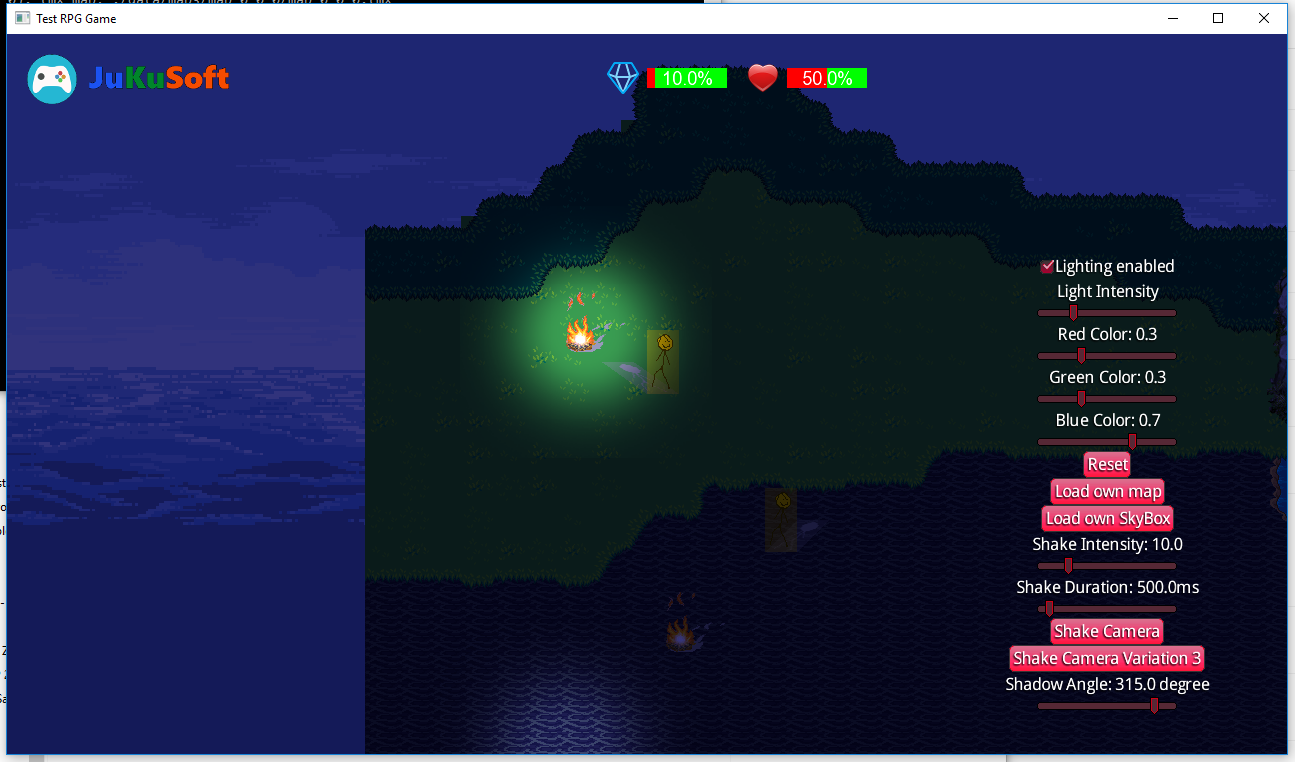 Test RPG Game
JuKuSoft
10.0%
50.0%
Lighting enabled
Light Intensity
Red Color: 0.3
Green Color: 0.3
Blue Color: 0.7
Reset
Load own map
Load own SkyBox
Shake Intensity: 10.0
Shake Duration: 500.0ms
Shake Camera
Shake Camera Variation 3
Shadow Angle: 315.0 degree